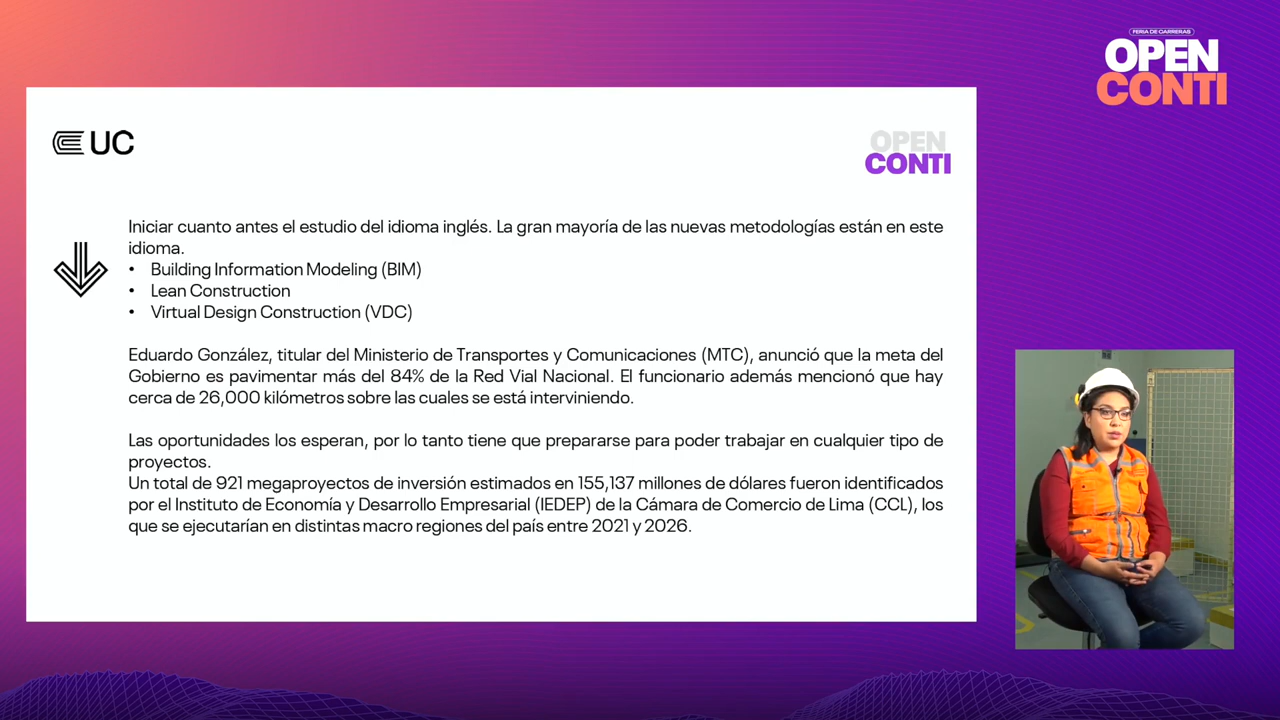 FERIA DE CARRERAS
OPEN
CONTI
UC
OPEN
CONTI
Iniciar cuanto antes el estudio del idioma inglés. La gran mayoría de las nuevas metodologías están en este
idioma.
• Building Information Modeling (BIM)
• Lean Construction
• Virtual Design Construction (VDC)
Eduardo González, titular del Ministerio de Transportes y Comunicaciones (MTC), anunció que la meta del
Gobierno es pavimentar más del 84% de la Red Vial Nacional. El funcionario además mencionó que hay
cerca de 26,000 kilómetros sobre las cuales se está interviniendo.
Las oportunidades los esperan, por lo tanto tiene que prepararse para poder trabajar en cualquier tipo de
proyectos.
Un total de 921 megaproyectos de inversión estimados en 155,137 millones de dólares fueron identificados
por el Instituto de Economía y Desarrollo Empresarial (IEDEP) de la Cámara de Comercio de Lima (CCL), los
que se ejecutarían en distintas macro regiones del país entre 2021 y 2026.